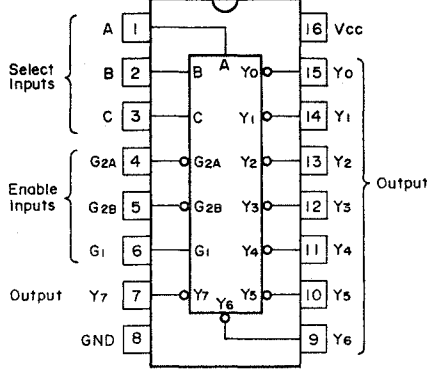 A 1 A 16 Vcc
Select Inputs B 2 B Y0 15 Y0
C 3 C Y1 14 Y1
G2A 4 G2A Y2 13 Y2
Enable inputs G2B 5 G2B Y3 12 Y3 Output
G1 6 G1 Y4 11 Y4
Output Y7 7 Y7 Y6 Y5 10 Y5
GND 8 9 Y6